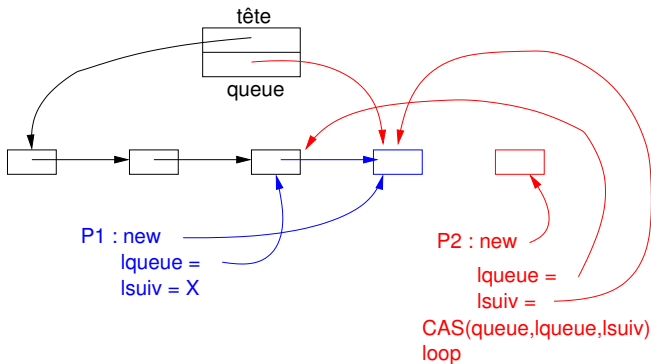 tête
queue
P1 : new
lqueue =
lsuiv = X
P2 : new
lqueue =
lsuiv =
CAS(queue,lqueue,lsuiv)
loop